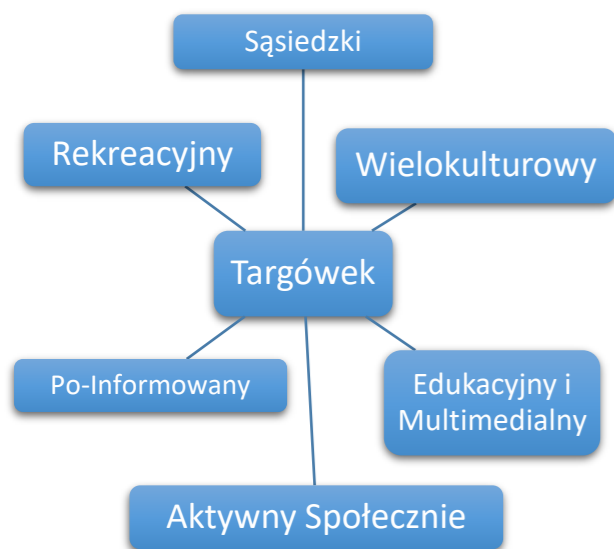 Sąsiedzki
Rekreacyjny
Wielokulturowy
Targówek
Po-Informowany
Edukacyjny i
Multimedialny
Aktywny Społecznie